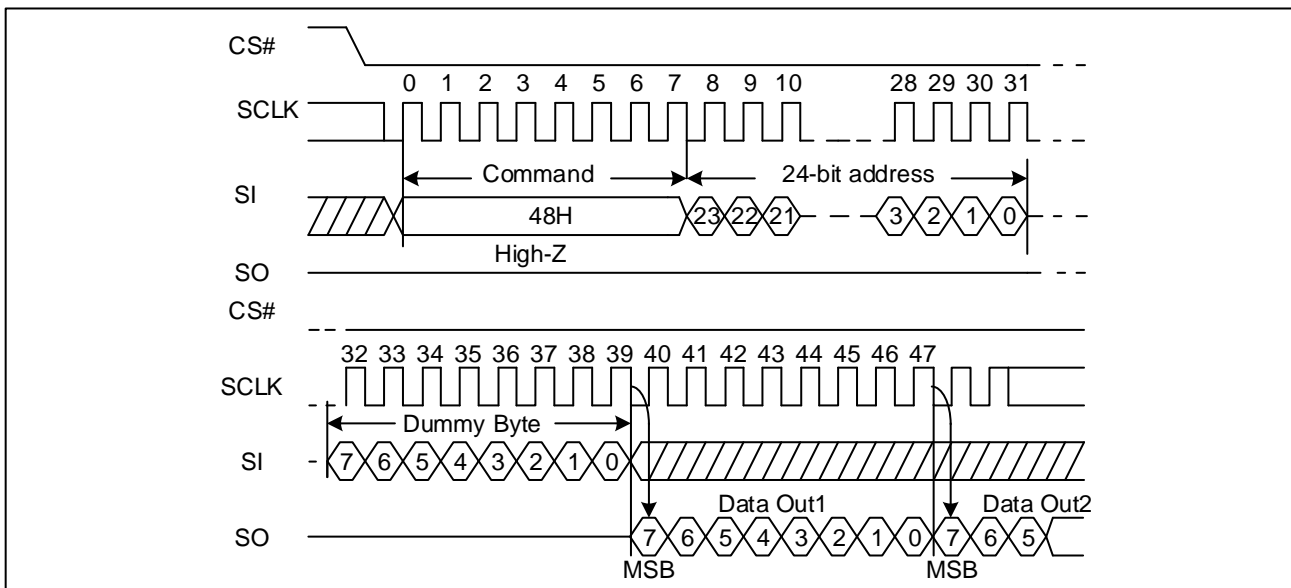 CS#
0 1 2 3 4 5 6 7 8 9 10 28 29 30 31
SCLK
Command 24-bit address
SI
48H 23 22 21 3 2 1 0
High-Z
SO
CS#
32 33 34 35 36 37 38 39 40 41 42 43 44 45 46 47
SCLK
Dummy Byte
SI 7 6 5 4 3 2 1 0
Data Out1 Data Out2
SO 7 6 5 4 3 2 1 0 7 6 5
MSB MSB